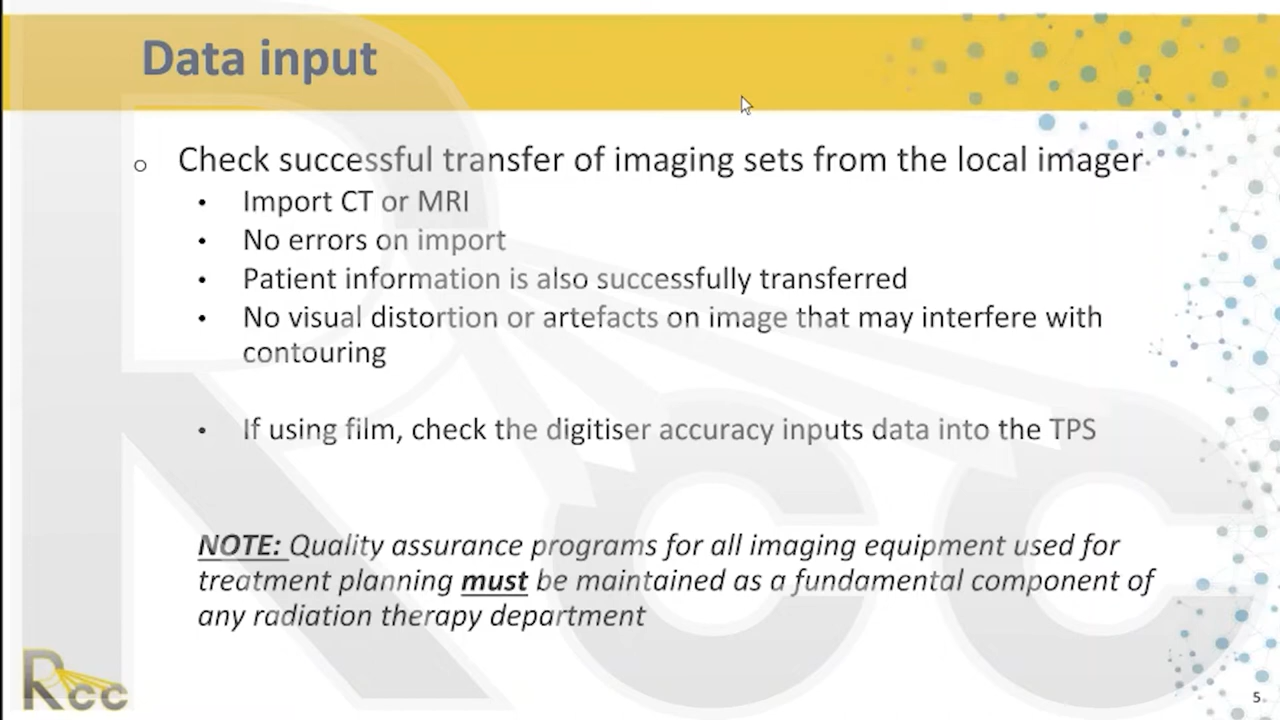 Data input
o Check successful transfer of imaging sets from the local imager
• Import CT or MRI
• No errors on import
• Patient information is also successfully transferred
• No visual distortion or artefacts on image that may interfere with
contouring
• If using film, check the digitiser accuracy inputs data into the TPS
NOTE: Quality assurance programs for all imaging equipment used for
treatment planning must be maintained as a fundamental component of
any radiation therapy department
Rcc
5